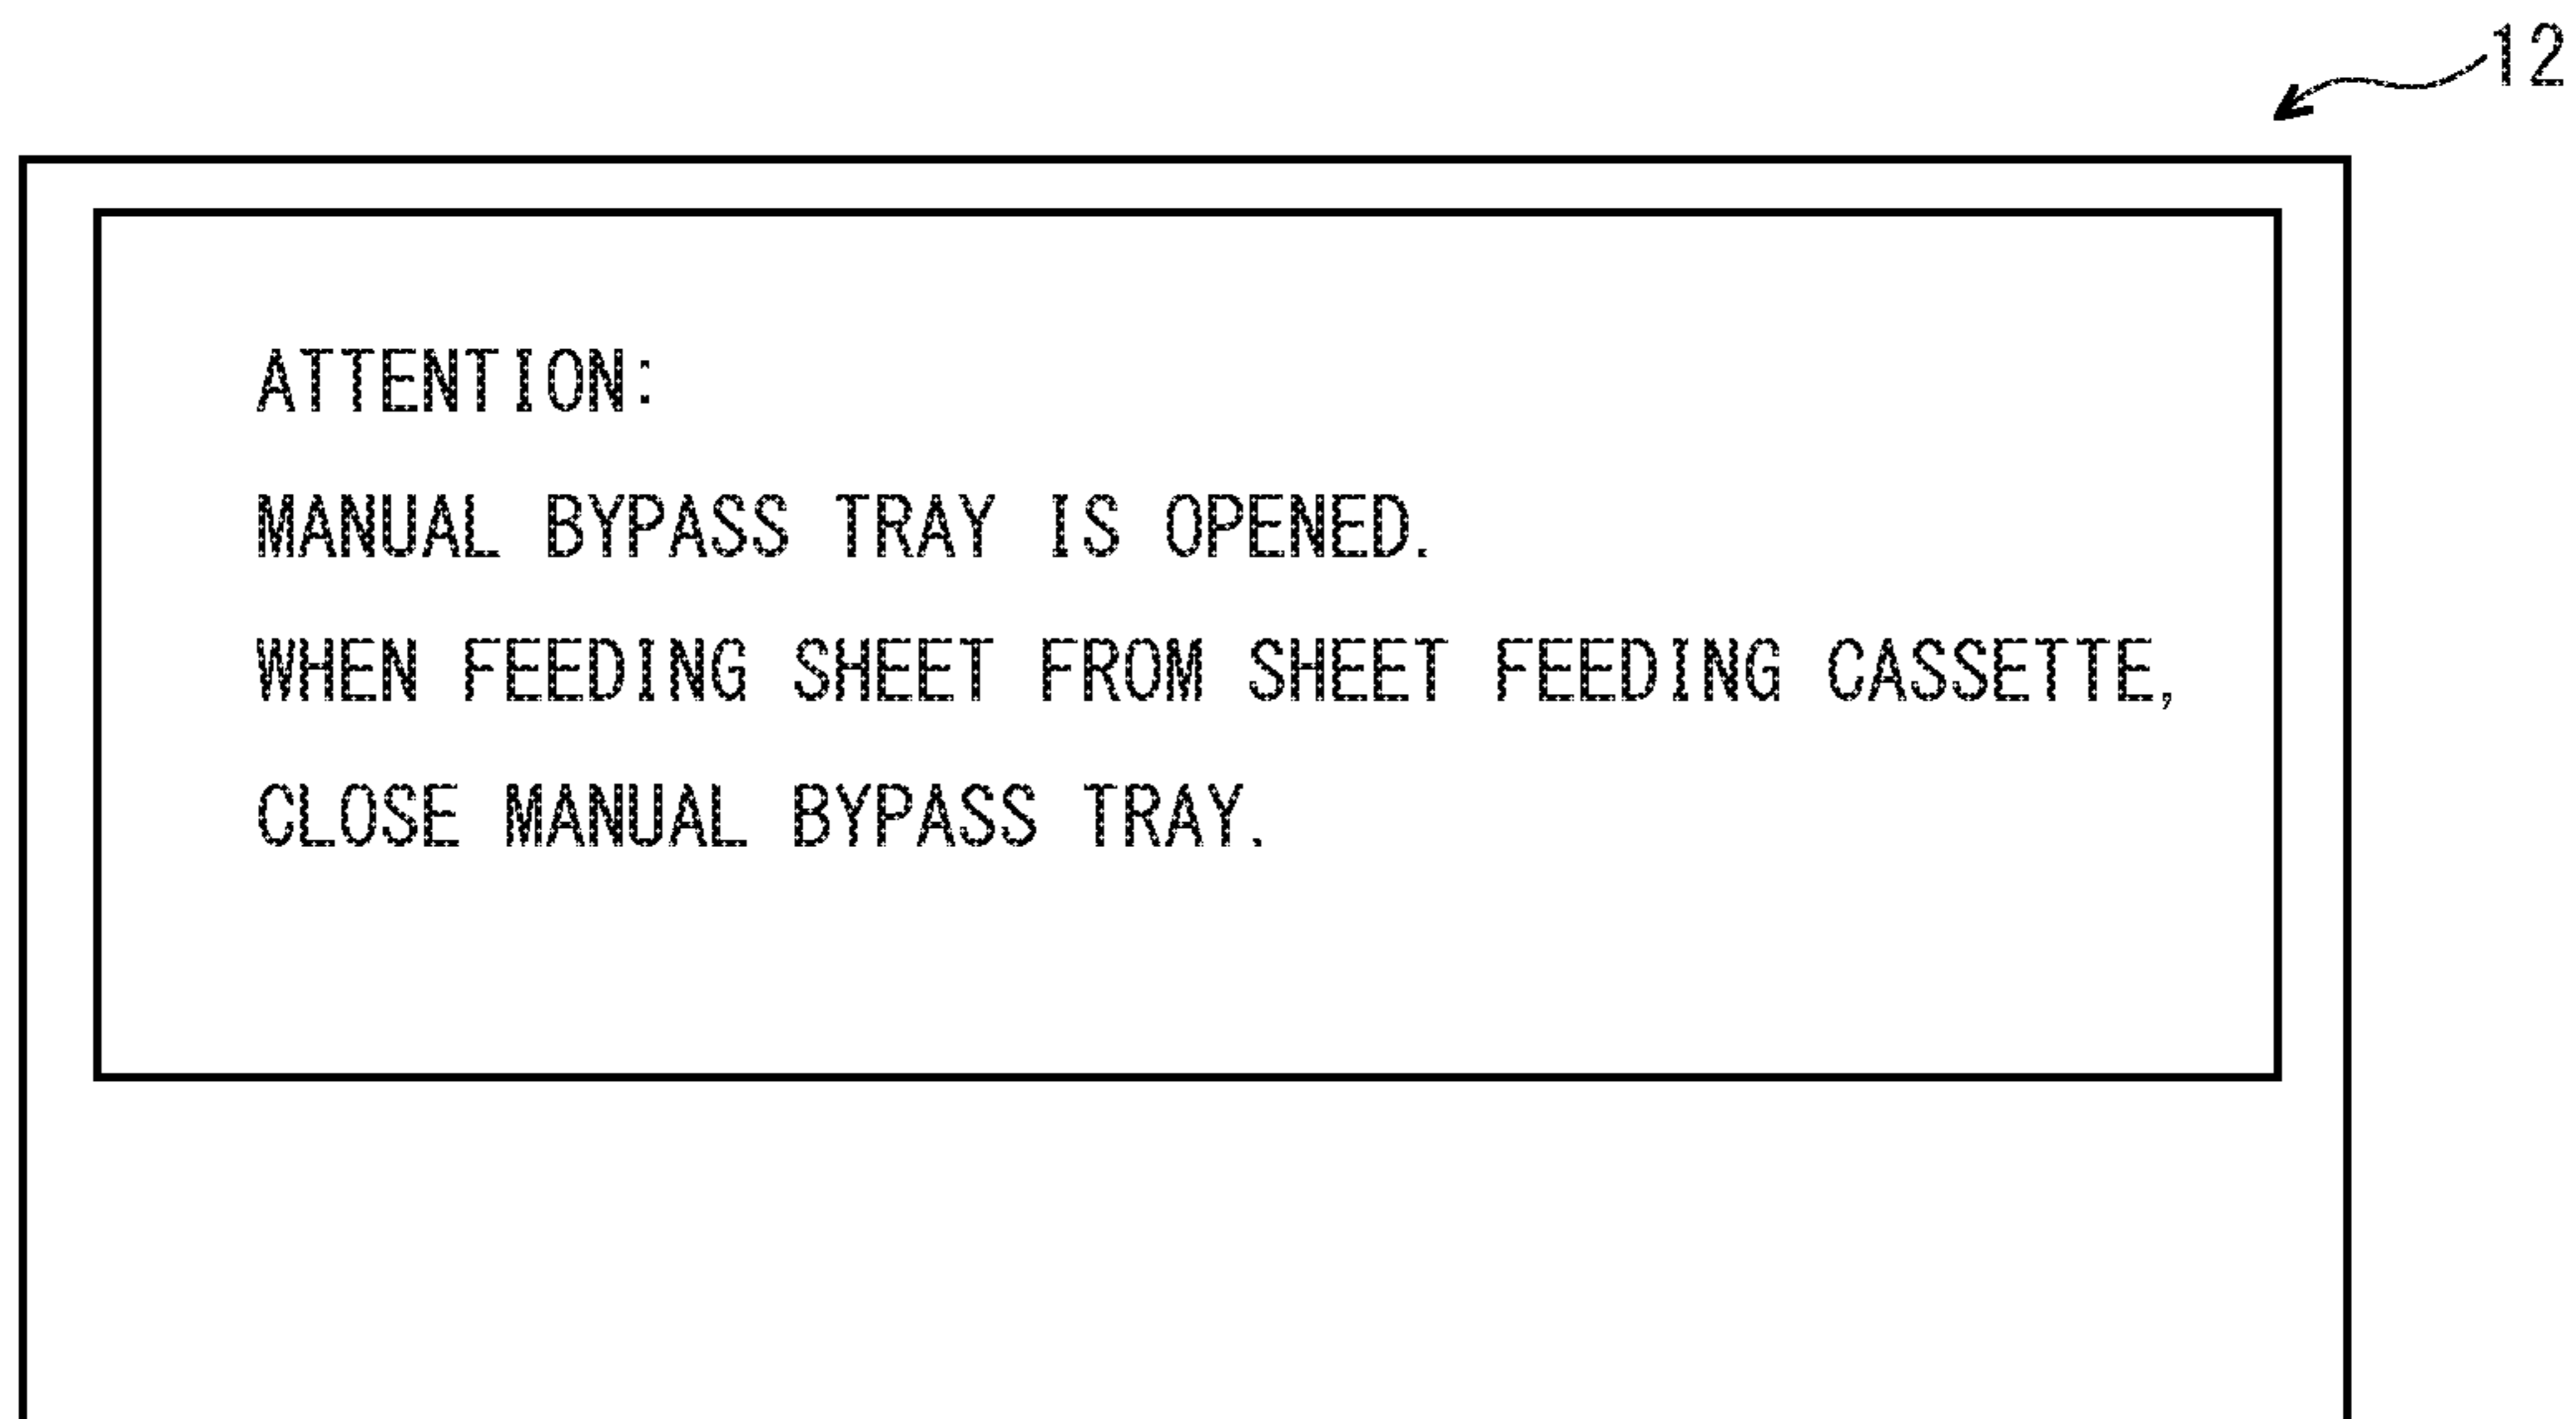 12
ATTENTION:
MANUAL BYPASS TRAY IS OPENED.
WHEN FEEDING SHEET FROM SHEET FEEDING CASSETTE,
CLOSE MANUAL BYPASS TRAY.